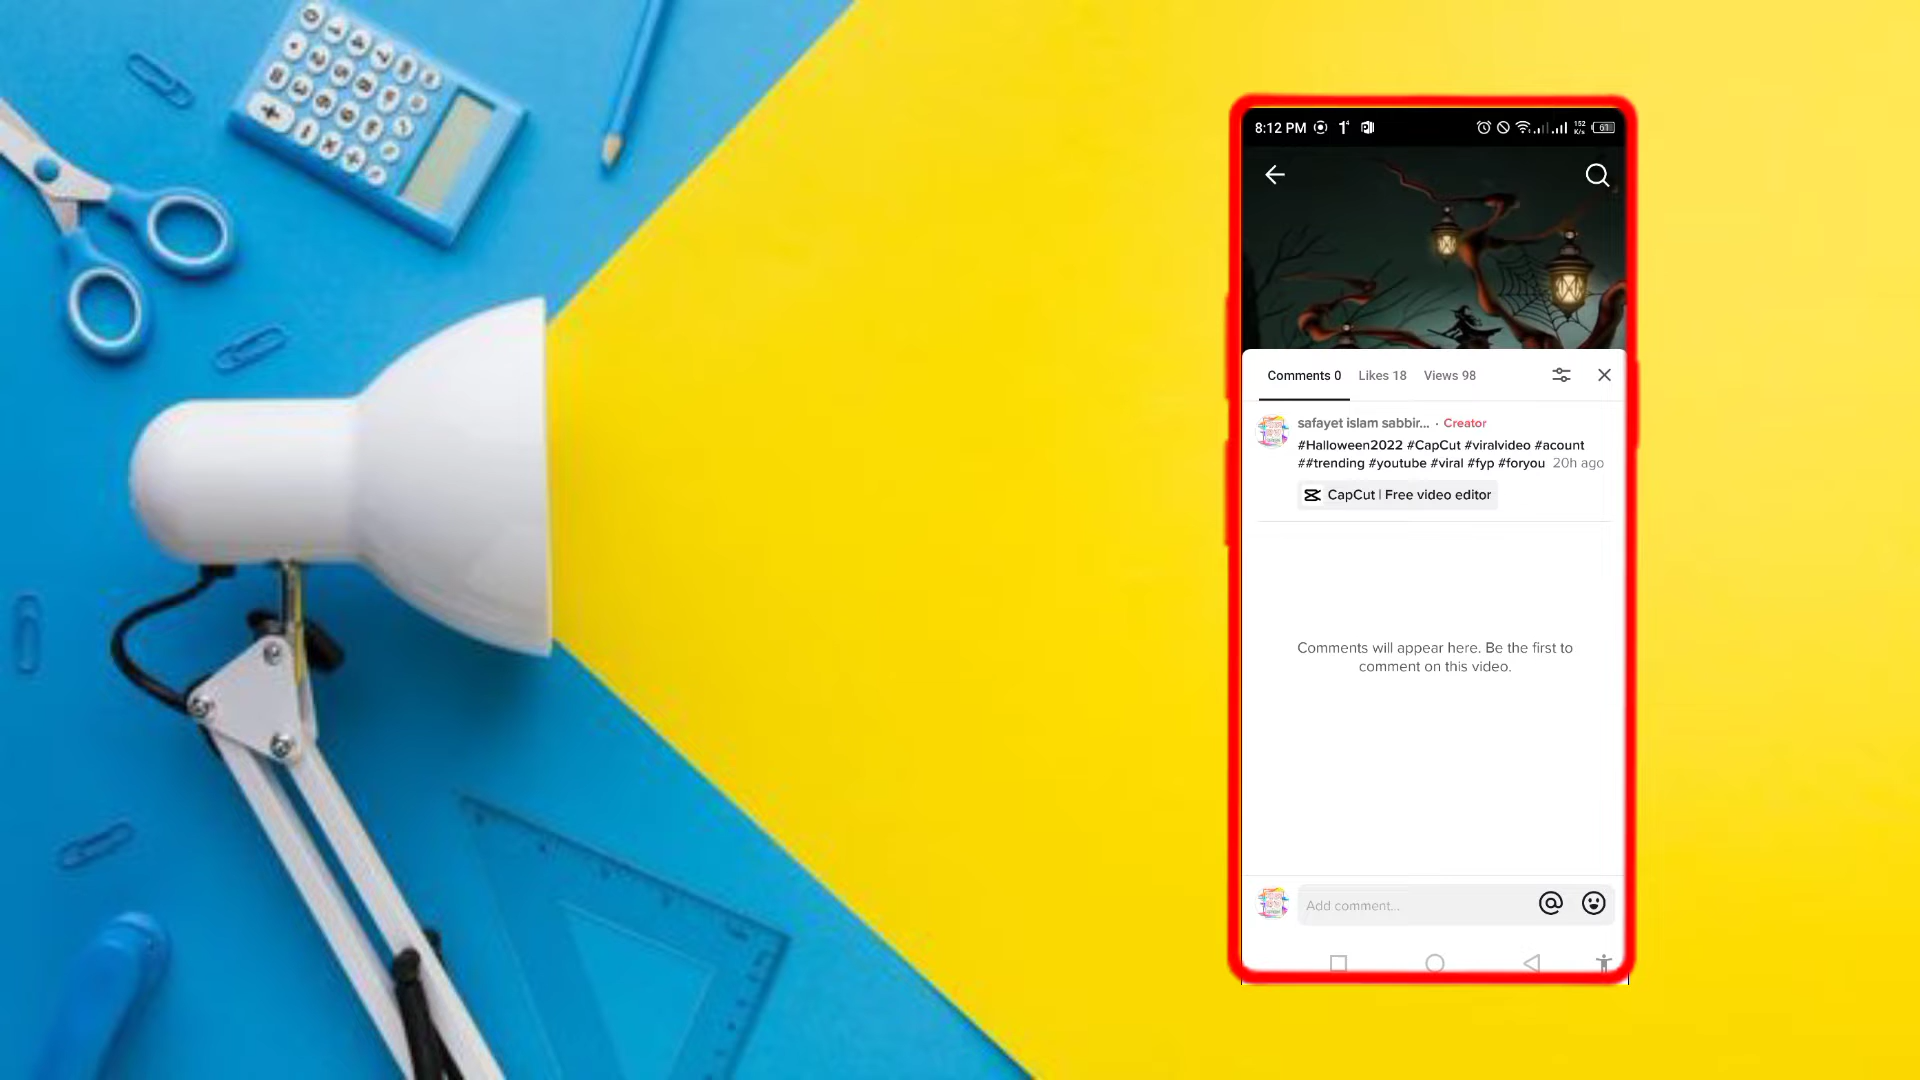 8:12 PM
152
K/s
61
Comments 0 Likes 18 Views 98
safayet islam sabbir... · Creator
#Halloween2022 #CapCut #viralvideo #acount
##trending #youtube #viral #fyp #foryou 20h ago
CapCut | Free video editor
Comments will appear here. Be the first to
comment on this video.
Add comment...